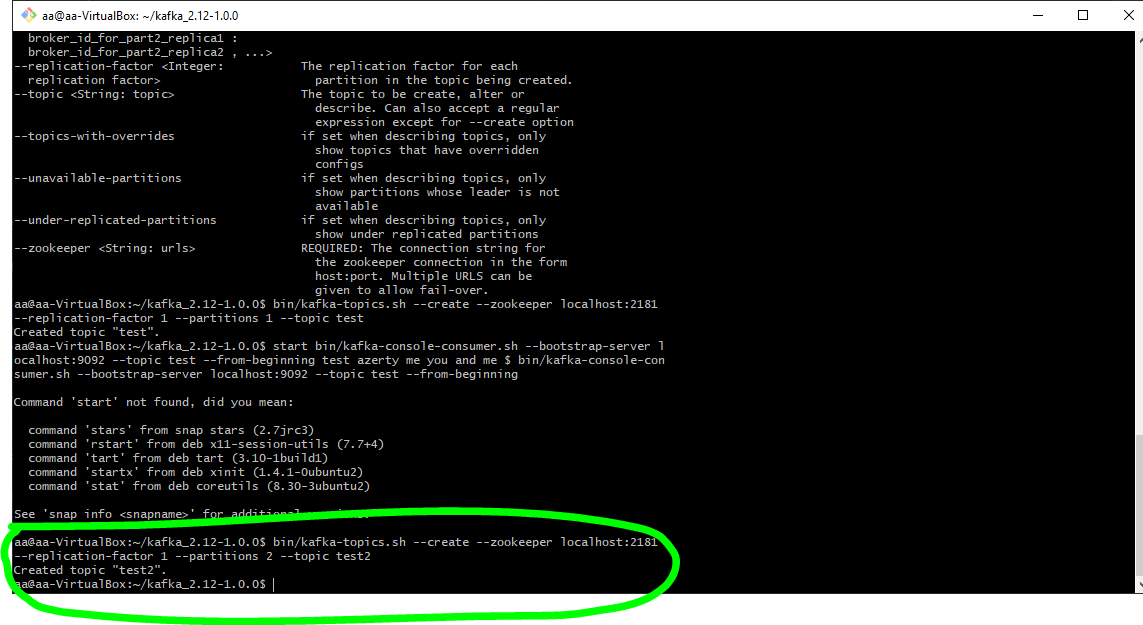 aa@aa-VirtualBox: ~/kafka_2.12-1.0.0
broker_id_for_part2_replica1 :
broker_id_for_part2_replica2 , ...>
--replication-factor <Integer: The replication factor for each
replication factor> partition in the topic being created.
--topic <String: topic> The topic to be create, alter or
describe. Can also accept a regular
expression except for --create option
--topics-with-overrides if set when describing topics, only
show topics that have overridden
configs
--unavailable-partitions if set when describing topics, only
show partitions whose leader is not
available
--under-replicated-partitions if set when describing topics, only
show under replicated partitions
--zookeeper <String: urls> REQUIRED: The connection string for
the zookeeper connection in the form
host:port. Multiple URLS can be
given to allow fail-over.
aa@aa-VirtualBox:~/kafka_2.12-1.0.0$ bin/kafka-topics.sh --create --zookeeper localhost:2181
--replication-factor 1 --partitions 1 --topic test
Created topic "test".
aa@aa-VirtualBox:~/kafka_2.12-1.0.0$ start bin/kafka-console-consumer.sh --bootstrap-server l
ocalhost:9092 --topic test --from-beginning test azerty me you and me $ bin/kafka-console-con
sumer.sh --bootstrap-server localhost:9092 --topic test --from-beginning
Command 'start' not found, did you mean:
command 'stars' from snap stars (2.7jrc3)
command 'rstart' from deb x11-session-utils (7.7+4)
command 'tart' from deb tart (3.10-1build1)
command 'startx' from deb xinit (1.4.1-0ubuntu2)
command 'stat' from deb coreutils (8.30-3ubuntu2)
See 'snap info <snapname>' for additional
aa@aa-VirtualBox:~/kafka_2.12-1.0.0$ bin/kafka-topics.sh --create --zookeeper localhost:2181
--replication-factor 1 --partitions 2 --topic test2
Created topic "test2".
aa@aa-VirtualBox:~/kafka_2.12-1.0.0$